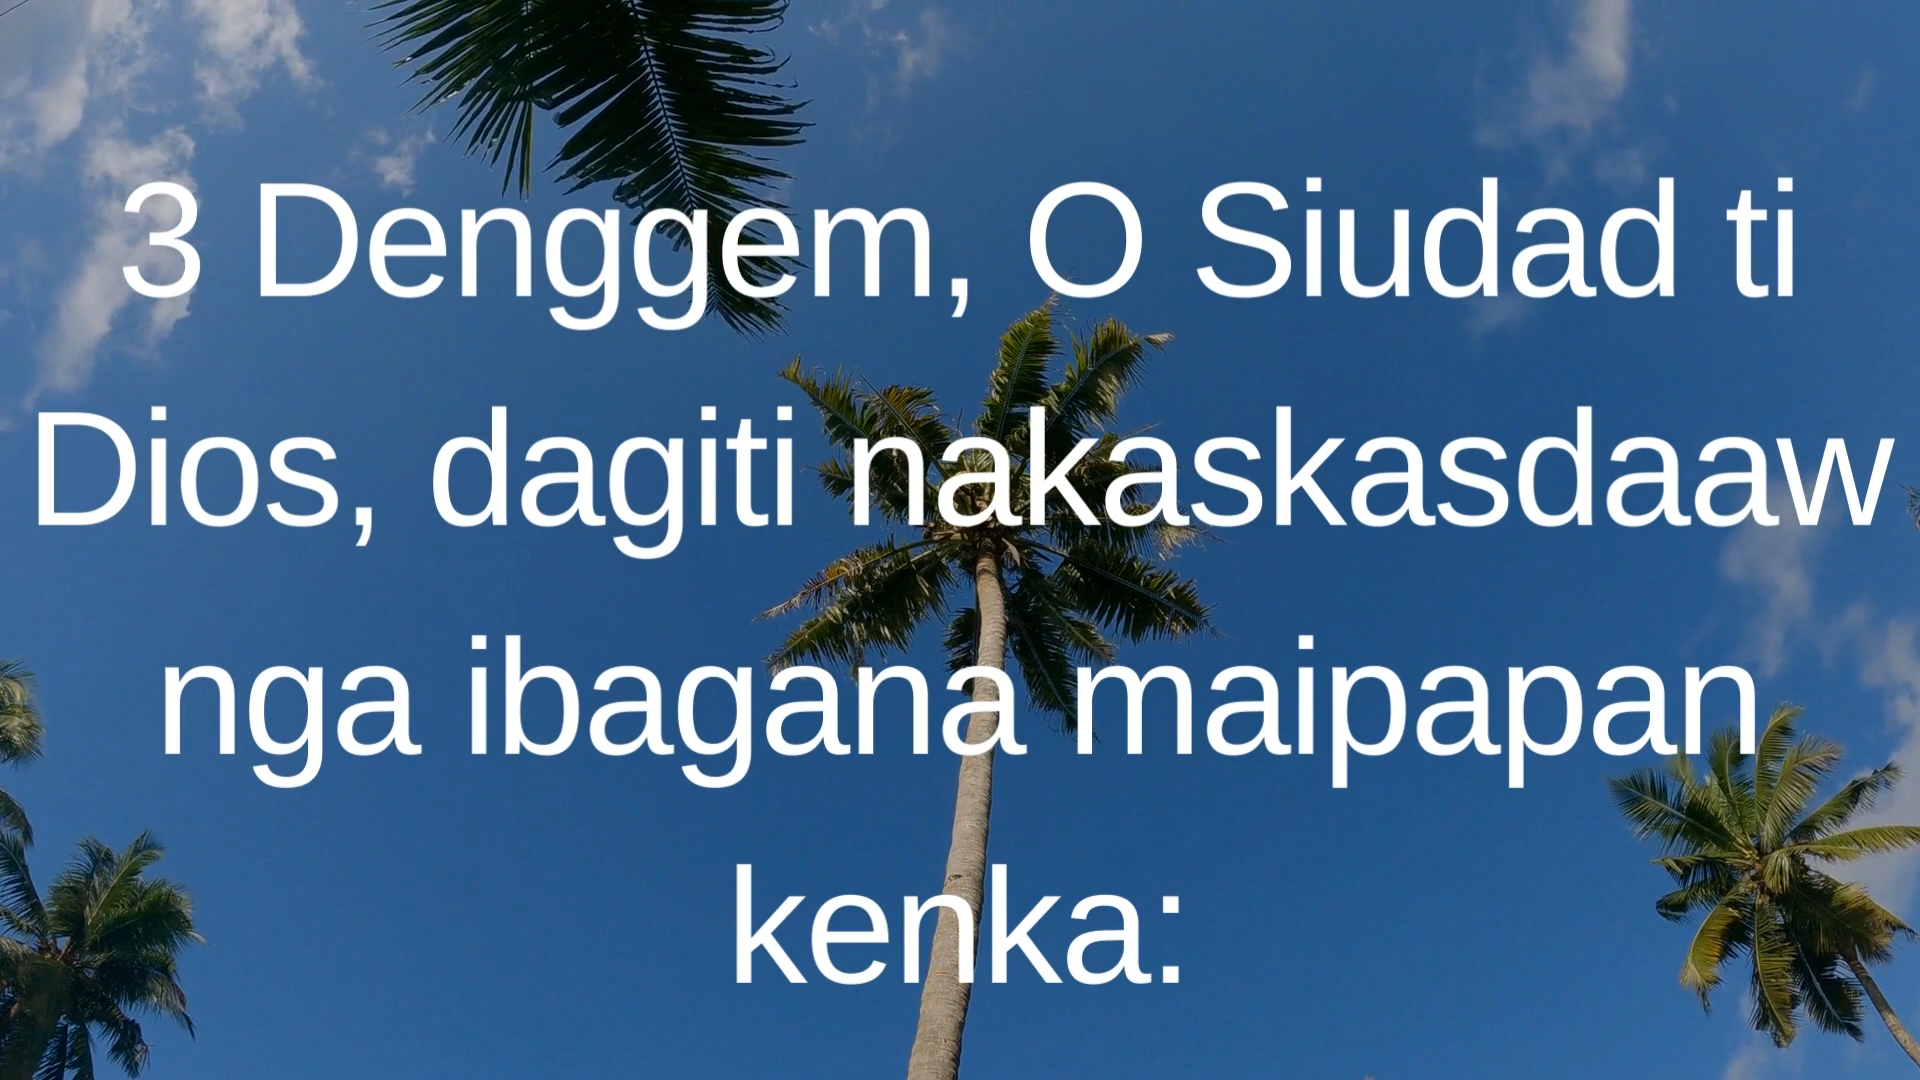 3 Denggem, O Siudad ti
Dios, dagiti nakaskasdaaw
nga ibagana maipapan
kenka: